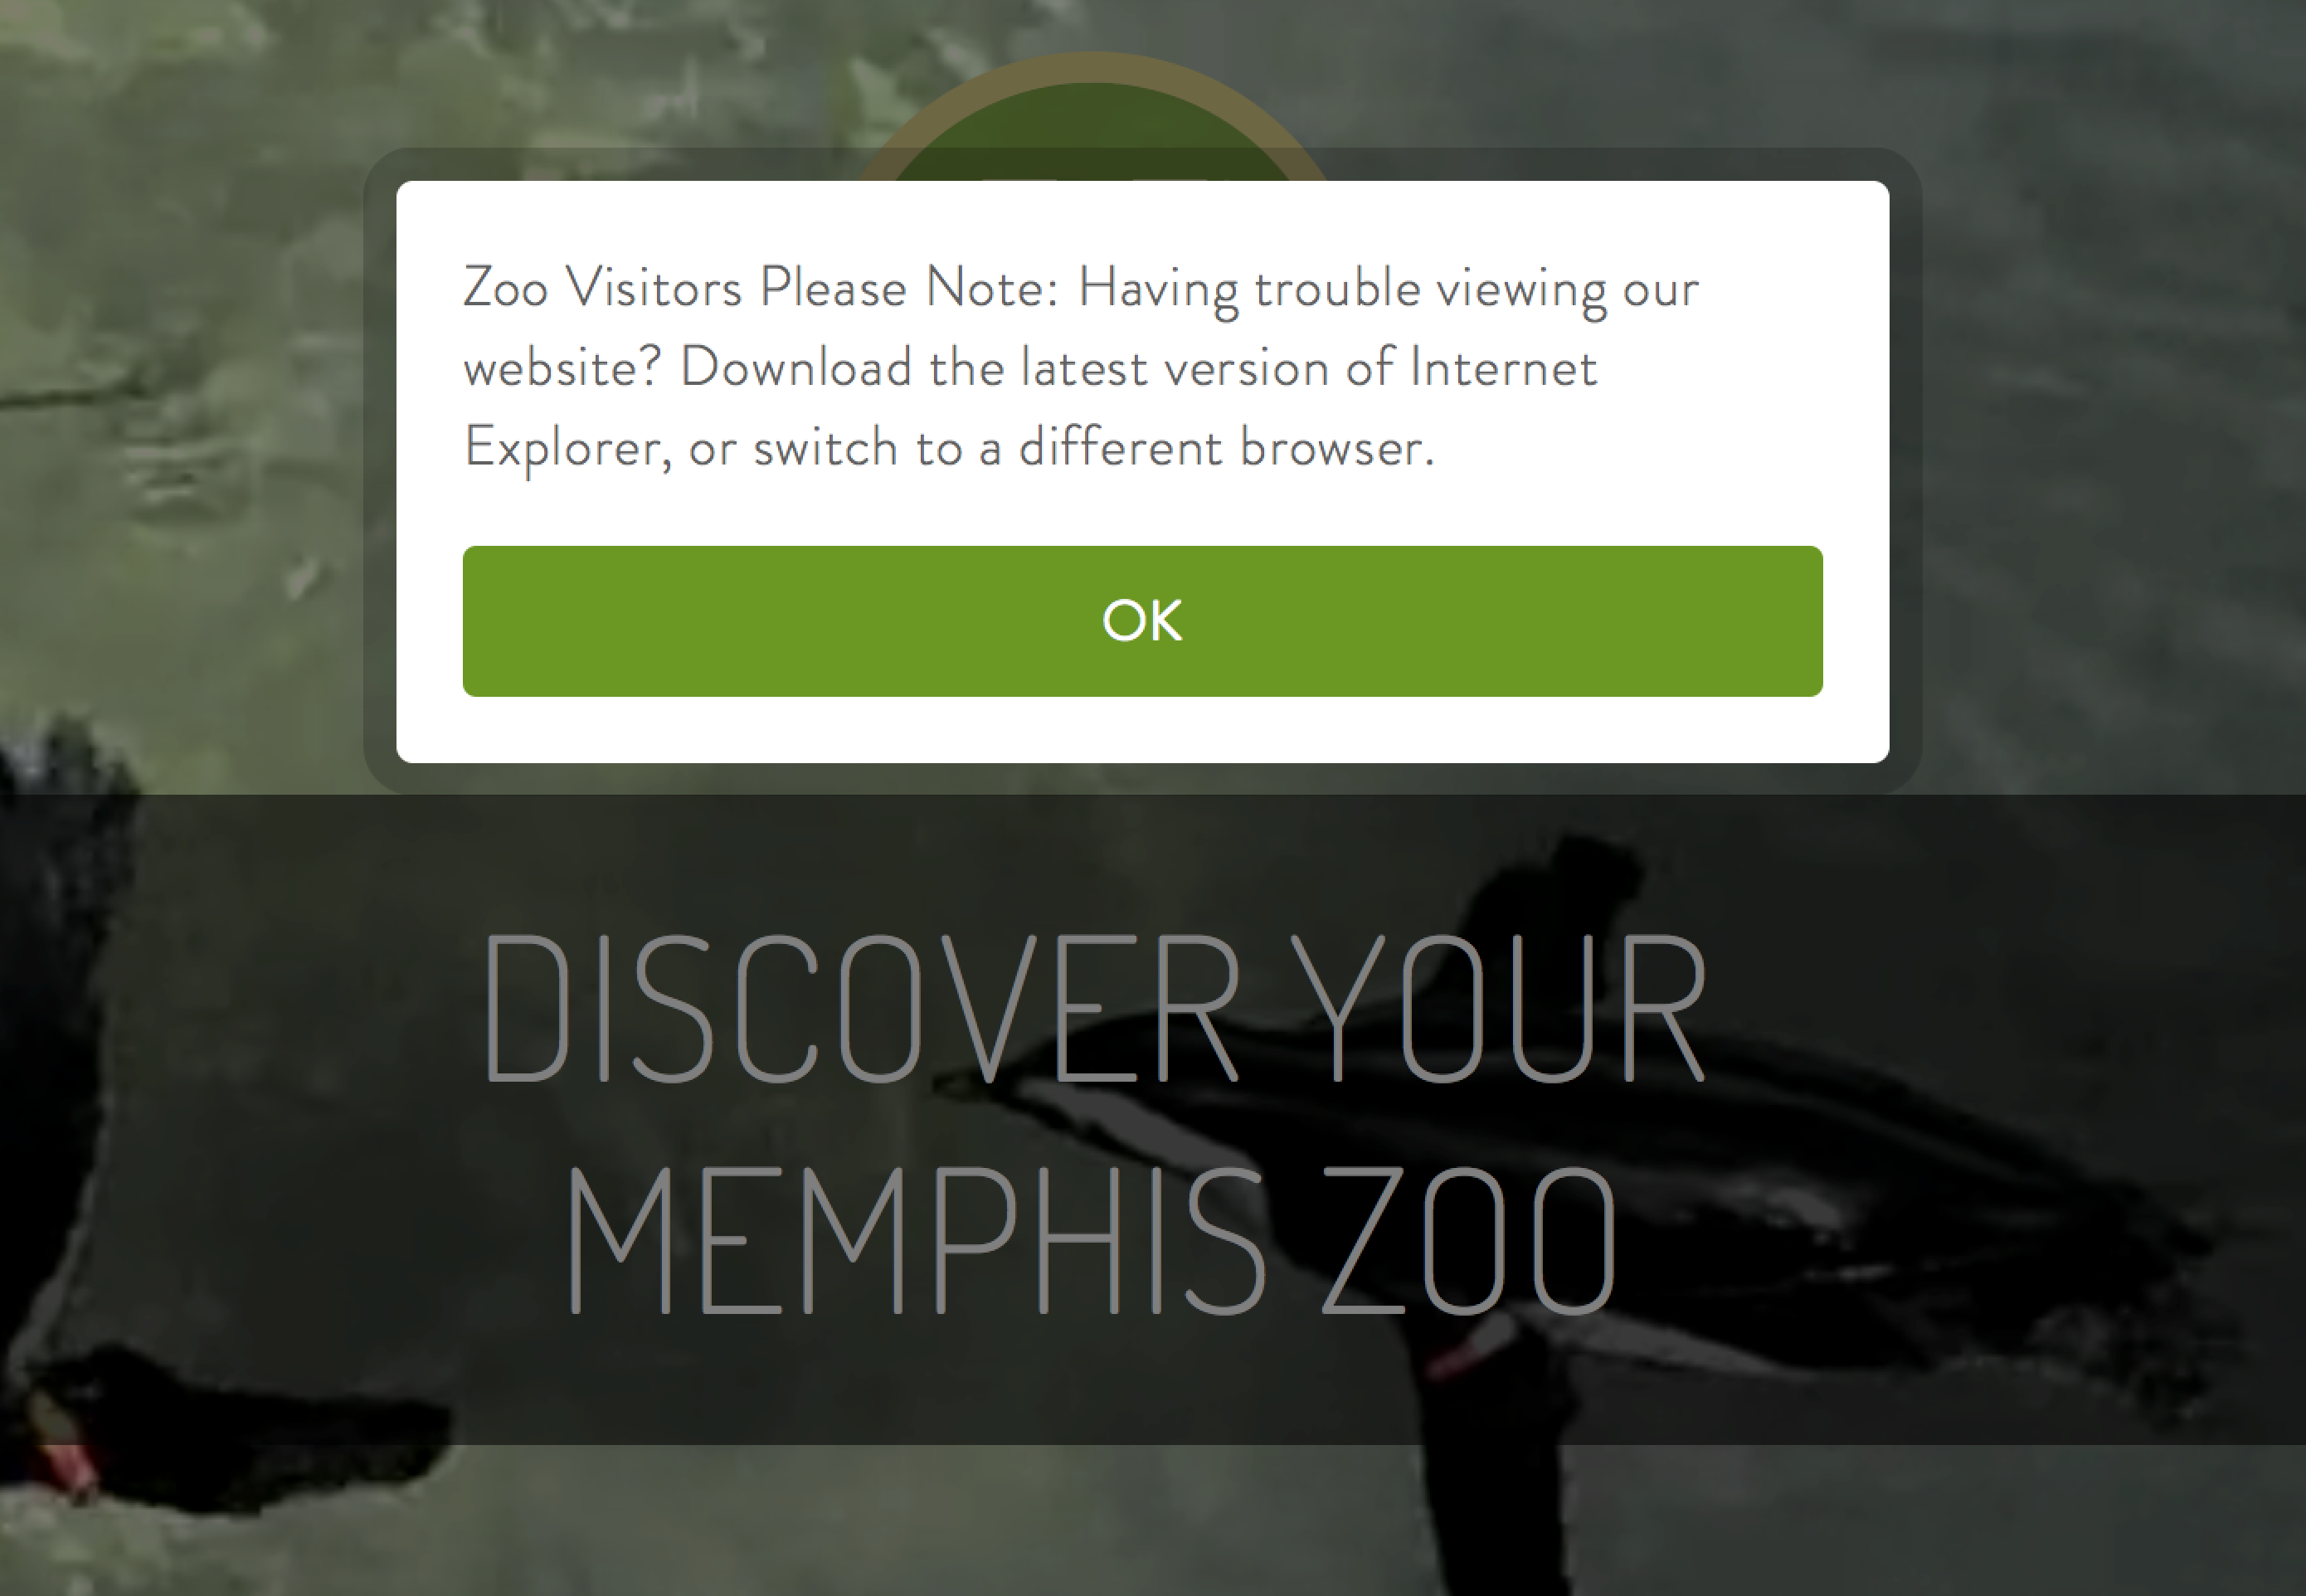 Zoo Visitors Please Note: Having trouble viewing our
website? Download the latest version of Internet
Explorer, or switch to a different browser.
OK
DISCOVER YOUR
MEMPHIS ZOO